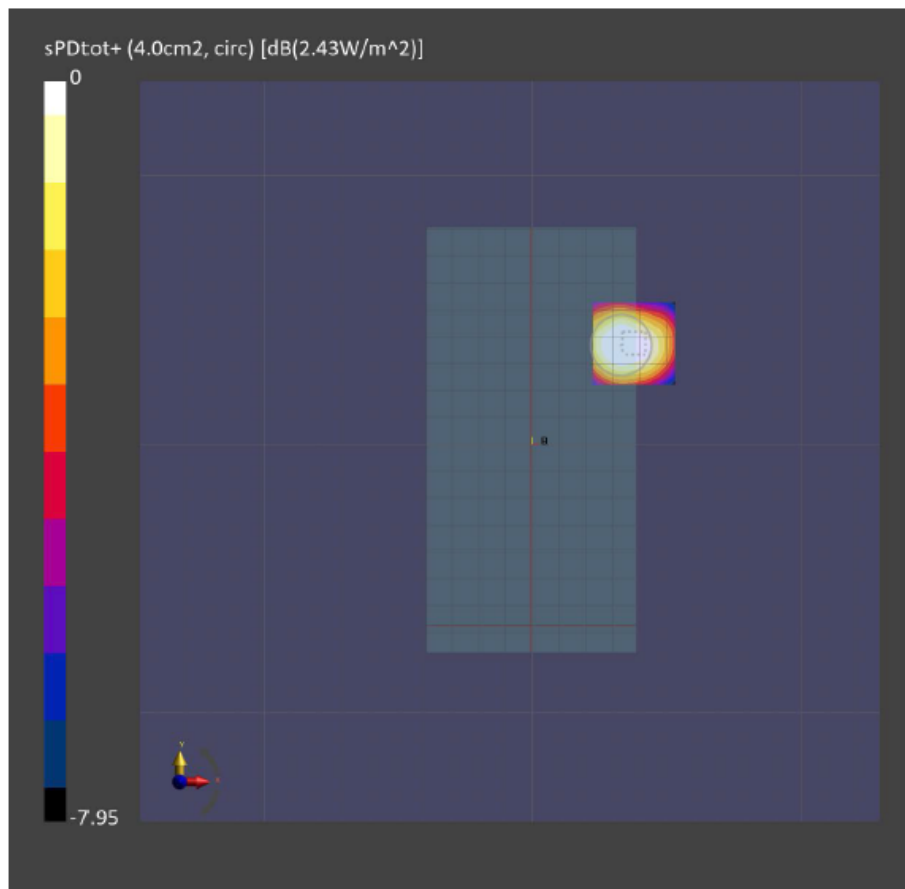 sPDtot+ (4.0cm2, circ) [dB(2.43W/m^2)]
0
-7.95
Y